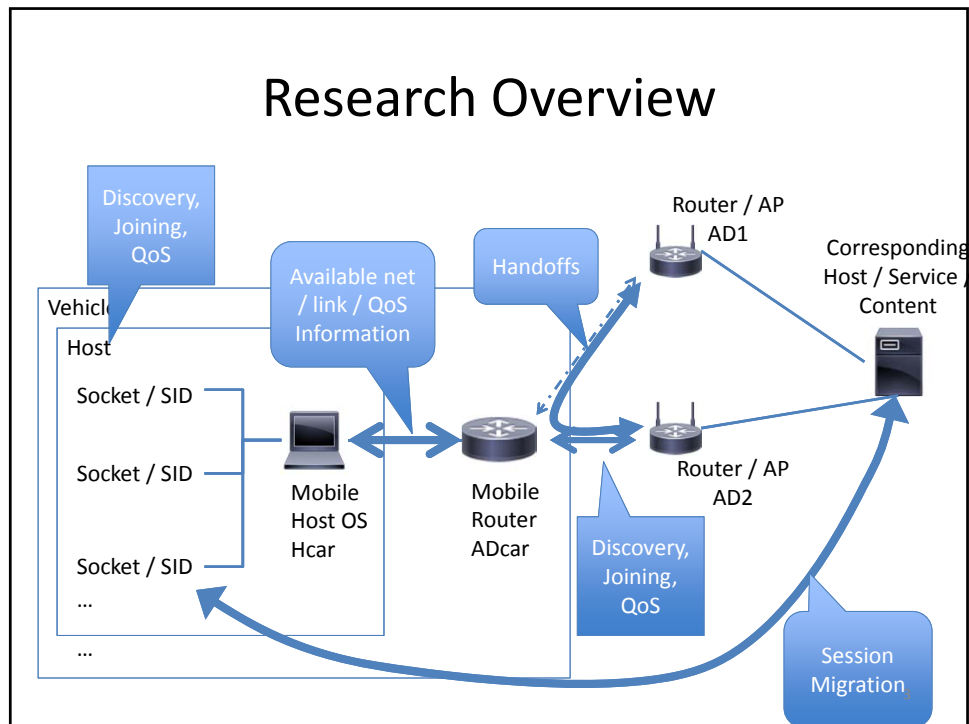 Research Overview
Discovery,
Joining,
QoS
Available net
/ link / QoS
Information
Handoffs
Router / AP
AD1
Corresponding
Host / Service /
Content
Vehicle
Host
Socket / SID
Socket / SID
Socket / SID
...
...
Mobile
Host OS
Hcar
Mobile
Router
ADcar
Router / AP
AD2
Discovery,
Joining,
QoS
Session
Migration